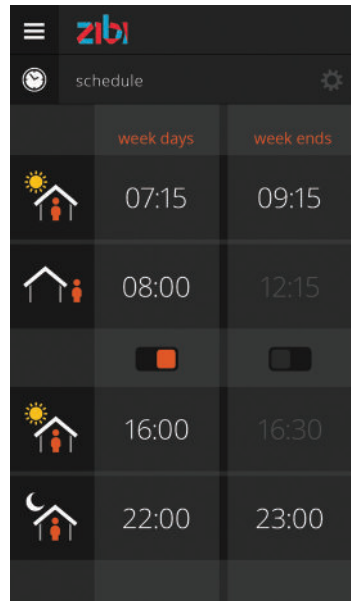 zibi
schedule
week days week ends
07:15 09:15
08:00 12:15
16:00 16:30
22:00 23:00